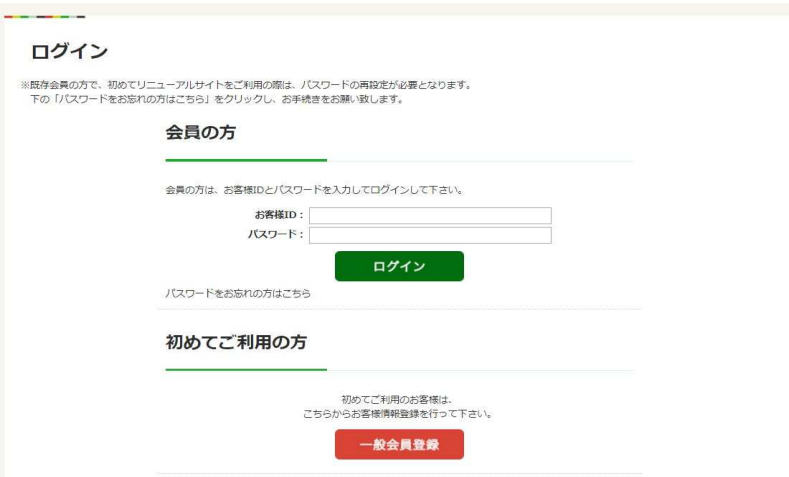 ログイン
※既存会員の方で、初めてリニューアルサイトをご利用の際は、パスワードの再設定が必要となります。
下の「パスワードをお忘れの方はこちら」をクリックし、お手続きをお願い致します。
会員の方
会員の方は、お客様IDとパスワードを入力してログインして下さい。
お客様ID：
パスワード：
ログイン
パスワードをお忘れの方はこちら
初めてご利用の方
初めてご利用のお客様は、
こちらからお客様情報登録を行って下さい。
一般会員登録